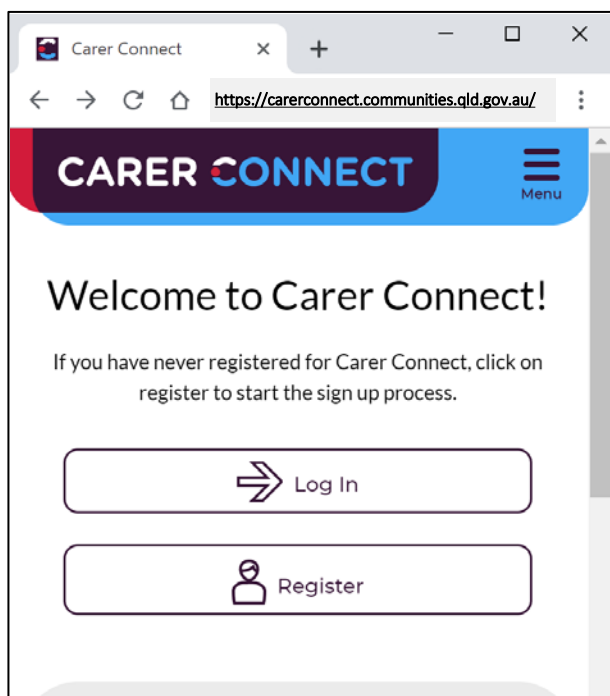 Carer Connect
https://carerconnect.communities.qld.gov.au/
CARER CONNECT
Menu
Welcome to Carer Connect!
If you have never registered for Carer Connect, click on
register to start the sign up process.
Log In
Register